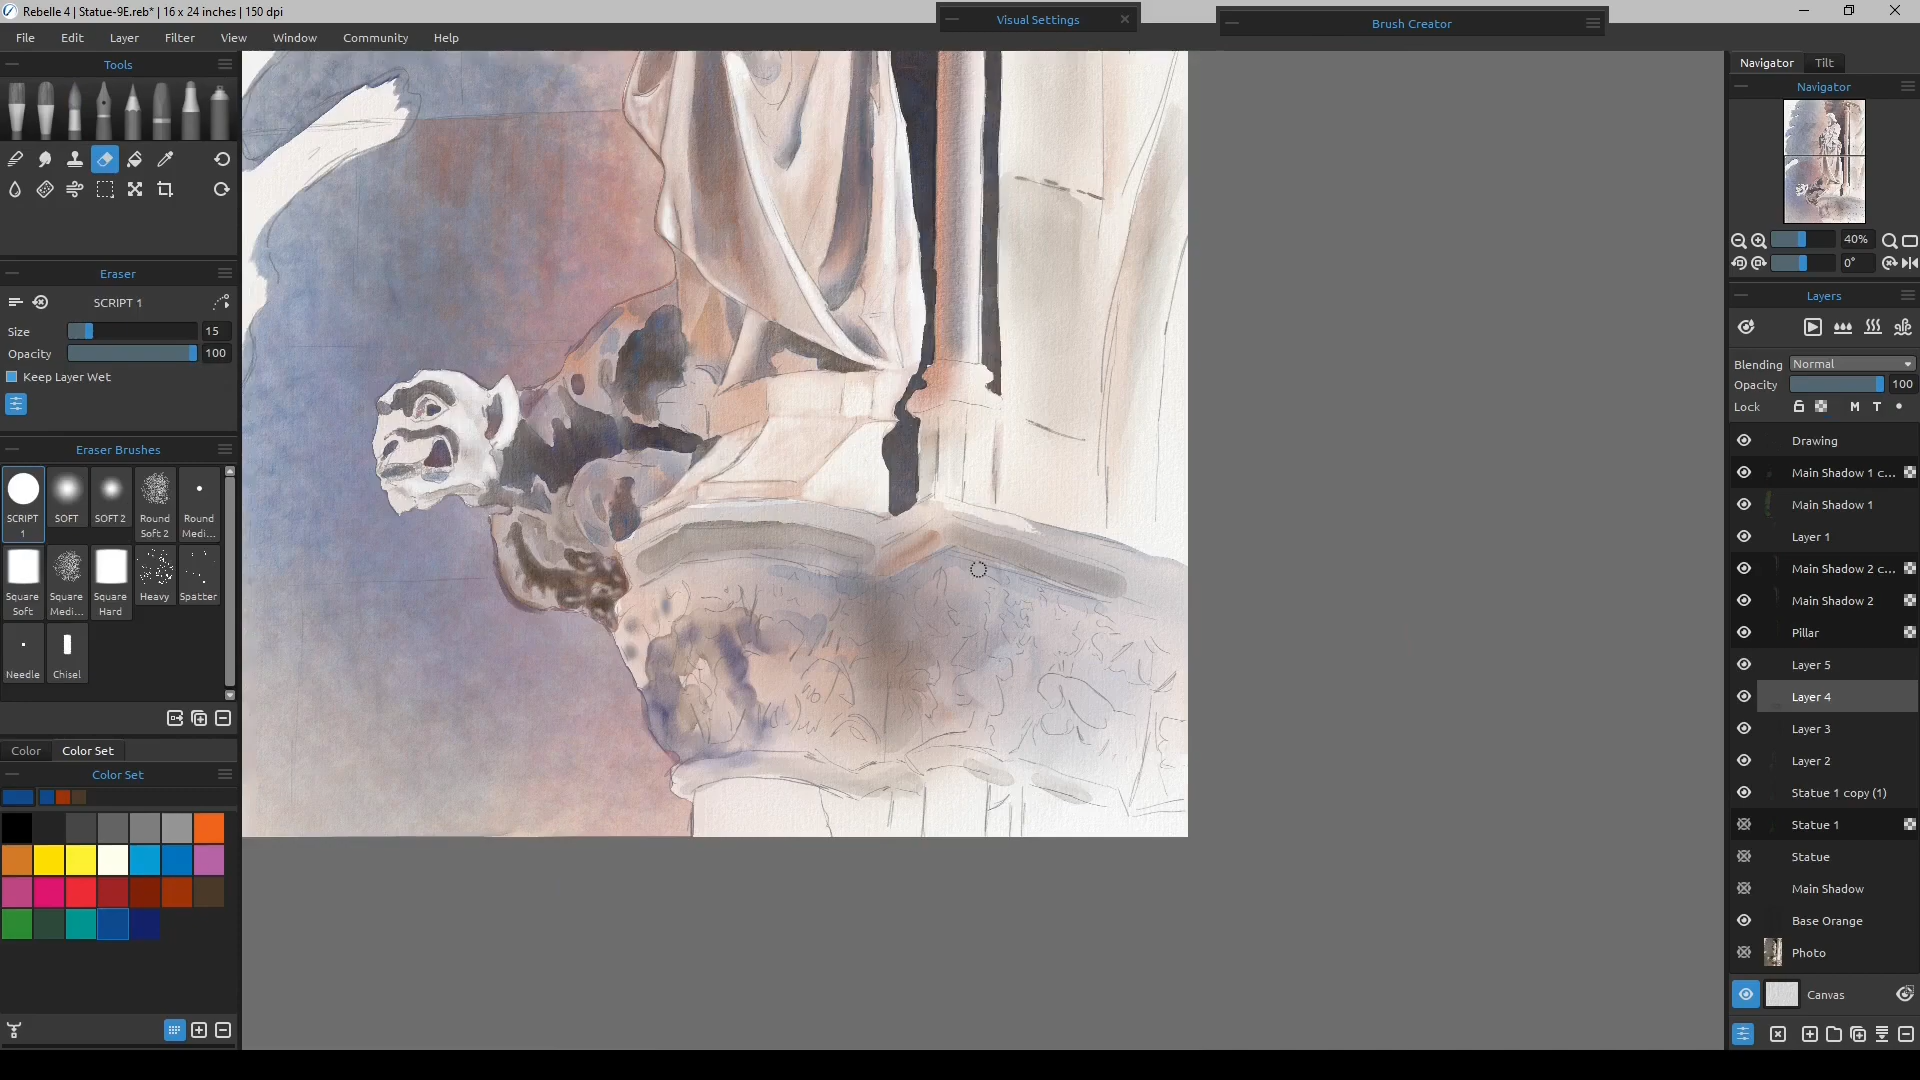 Rebelle 4 | Statue-9E.reb* | 16 x 24 inches | 150 dpi
Visual Settings
Brush Creator
File Edit Layer Filter View Window Community Help
Tools
Eraser
SCRIPT 1
Size 15
Opacity 100
Keep Layer Wet
Eraser Brushes
SCRIPT 1
SOFT
SOFT 2
Round Soft 2
Round Medi...
Square Soft
Square Medi...
Square Hard
Heavy
Spatter
Needle
Chisel
Color
Color Set
Color Set
Navigator
Tilt
Navigator
40%
0°
Layers
Blending Normal
Opacity 100
Lock M T
Drawing
Main Shadow 1 c...
Main Shadow 1
Layer 1
Main Shadow 2 c...
Main Shadow 2
Pillar
Layer 5
Layer 4
Layer 3
Layer 2
Statue 1 copy (1)
Statue 1
Statue
Main Shadow
Base Orange
Photo
Canvas